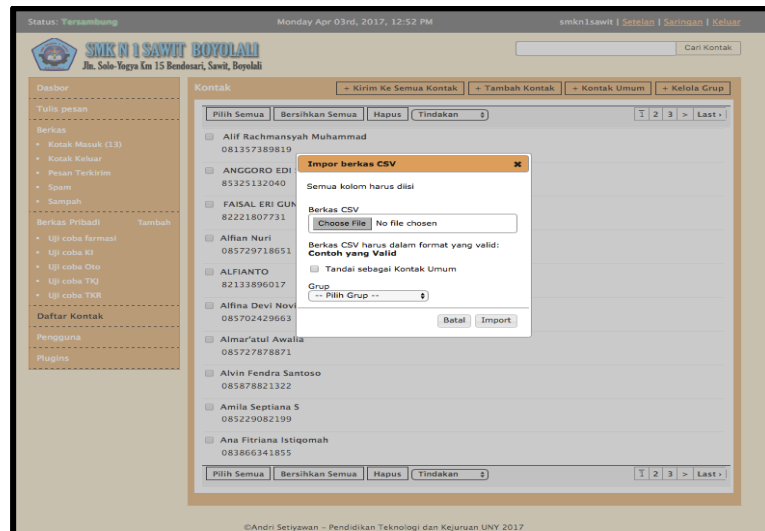 Status: Tersambung
Monday Apr 03rd, 2017, 12:52 PM
smkn1sawit | Setelan | Saringan | Keluar
SMK N 1 SAWIT BOYOLALI
Jln. Solo-Yogya Km 15 Bendosari, Sawit, Boyolali
Cari Kontak
Dasbor
Tulis pesan
Berkas
• Kotak Masuk (13)
• Kotak Keluar
• Pesan Terkirim
• Spam
• Sampah
Berkas Pribadi Tambah
• Uji coba farmasi
• Uji coba KI
• Uji coba Oto
• Uji coba TKJ
• Uji coba TKR
Daftar Kontak
Pengguna
Plugins
Kontak
+ Kirim Ke Semua Kontak + Tambah Kontak + Kontak Umum + Kelola Grup
Pilih Semua Bersihkan Semua Hapus Tindakan 1 2 3 > Last ›
Alif Rachmansyah Muhammad
081357389819
ANGGORO EDI
85325132040
FAISAL ERI GUN
82221807731
Alfian Nuri
085729718651
ALFIANTO
82133896017
Alfina Devi Novi
085702429663
Almar'atul Awalia
085727878871
Alvin Fendra Santoso
085878821322
Amila Septiana S
085229082199
Ana Fitriana Istiqomah
083866341855
Pilih Semua Bersihkan Semua Hapus Tindakan 1 2 3 > Last ›
Impor berkas CSV
Semua kolom harus diisi
Berkas CSV
Choose File No file chosen
Berkas CSV harus dalam format yang valid:
Contoh yang Valid
Tandai sebagai Kontak Umum
Grup
-- Pilih Grup --
Batal Import
©Andri Setiyawan – Pendidikan Teknologi dan Kejuruan UNY 2017